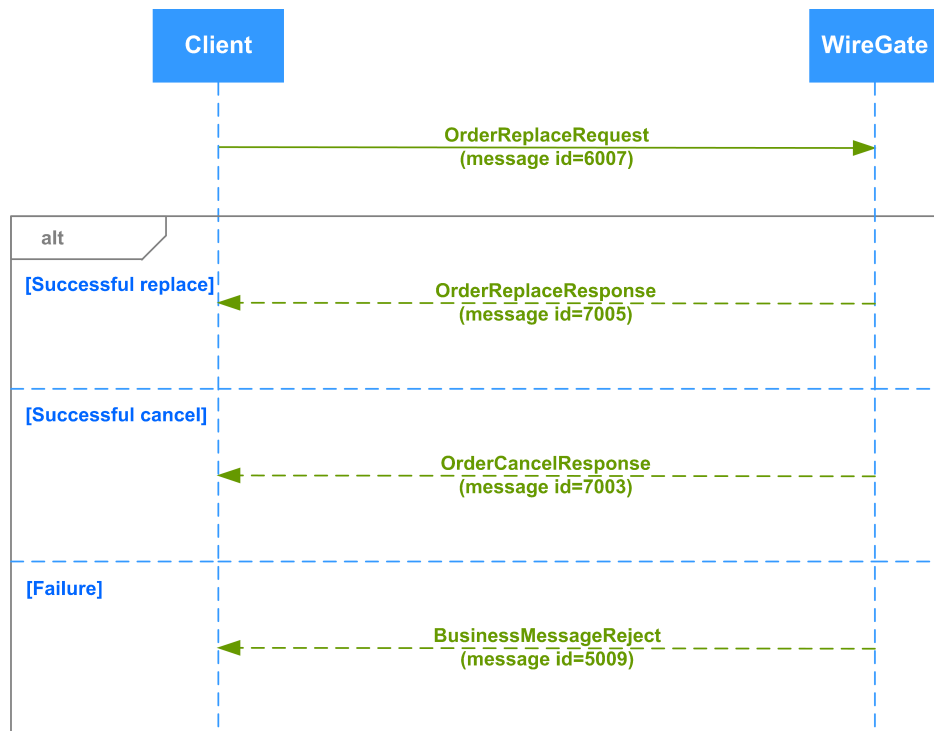 Client
WireGate
OrderReplaceRequest
(message id=6007)
alt
[Successful replace]
OrderReplaceResponse
(message id=7005)
[Successful cancel]
OrderCancelResponse
(message id=7003)
[Failure]
BusinessMessageReject
(message id=5009)